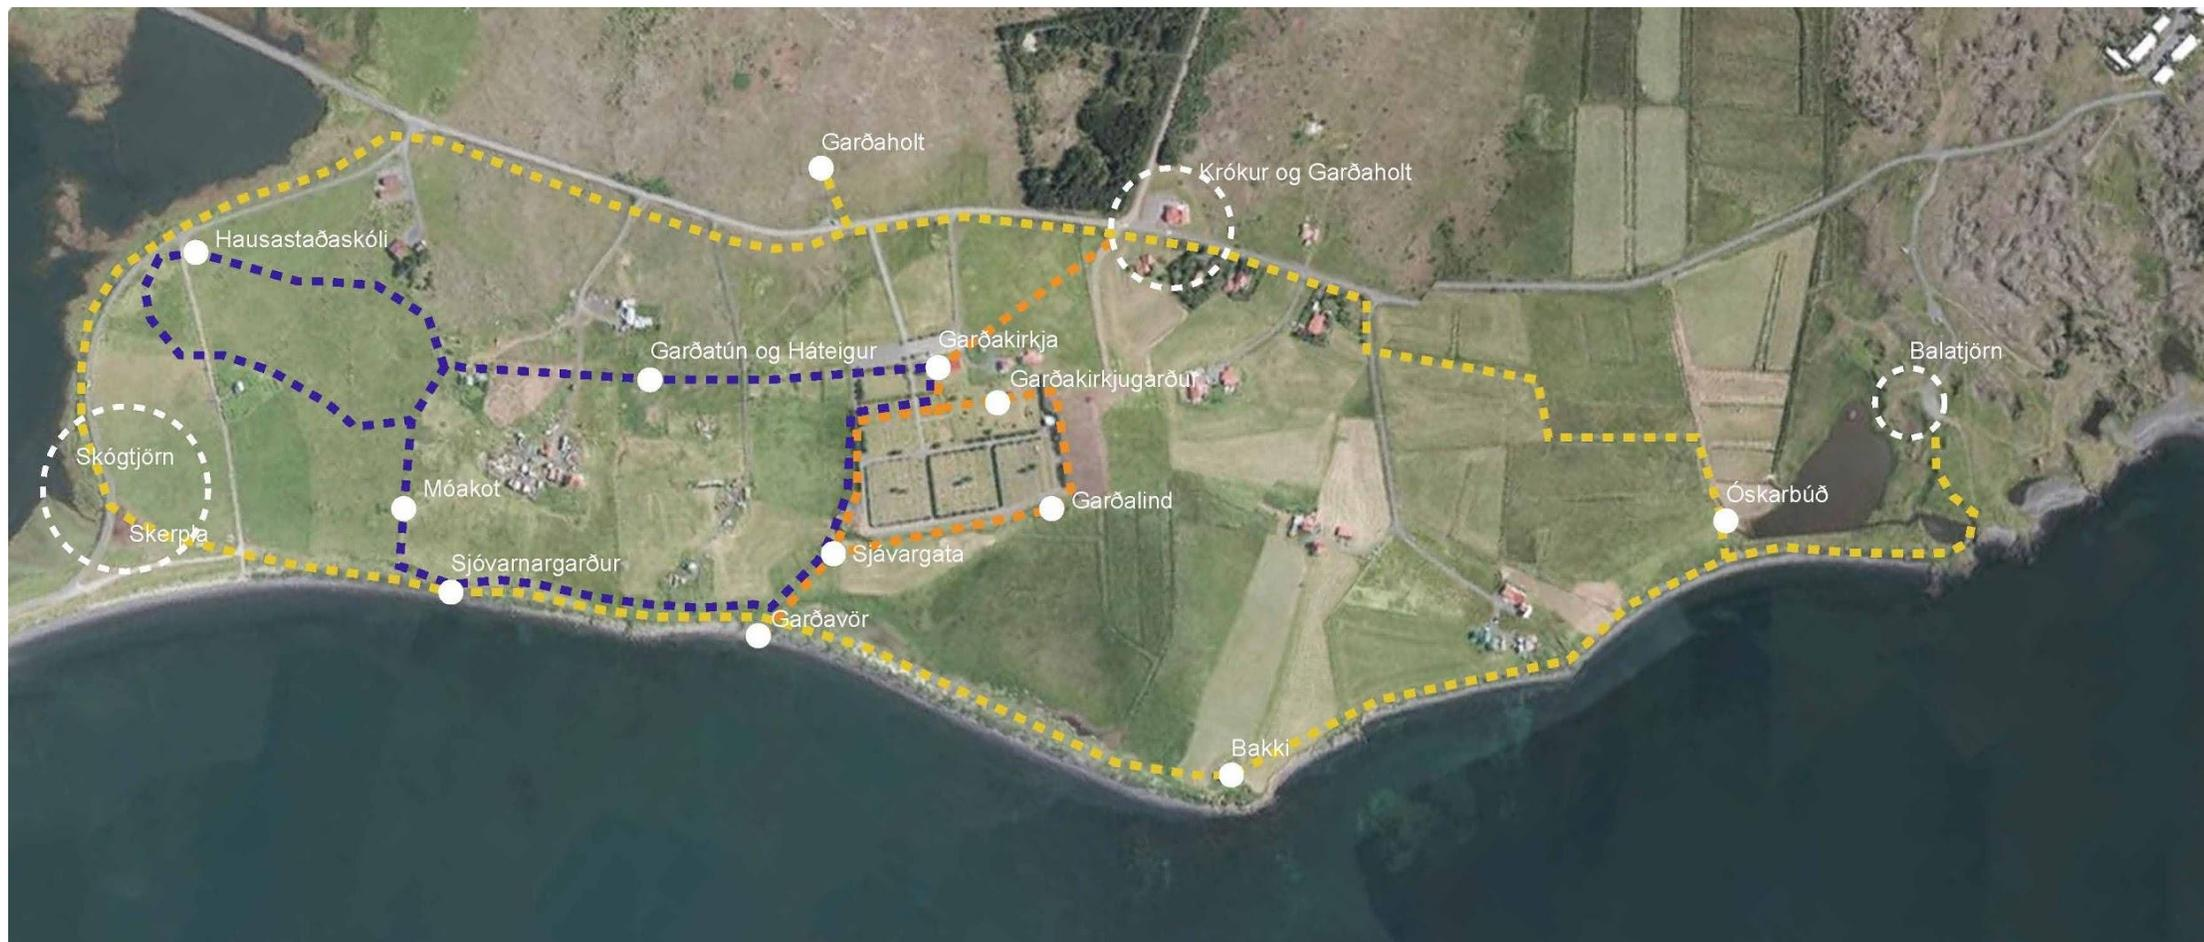 Garðaholt
Krókur og Garðaholt
Hausastaðaskóli
Garðatún og Háteigur
Garðakirkja
Balatjörn
Garðakirkjugarður
Skógtjörn
Móakot
Garðalind
Óskarbúð
Skerpla
Sjóvarnargarður
Sjávargata
Garðavör
Bakki